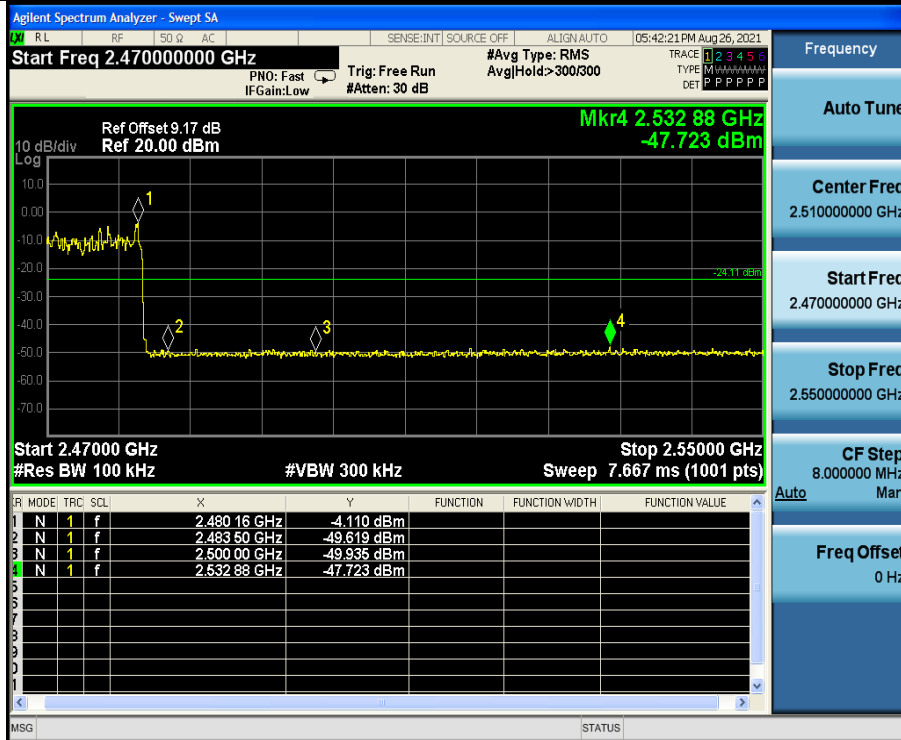 Agilent Spectrum Analyzer - Swept SA
LXI RL RF 50 Ω AC SENSE:INT SOURCE OFF ALIGN AUTO 05:42:21 PM Aug 26, 2021
Start Freq 2.470000000 GHz
PNO: Fast
IFGain:Low
Trig: Free Run
#Atten: 30 dB
#Avg Type: RMS
Avg|Hold:>300/300
TRACE 1 2 3 4 5 6
TYPE M
DET P P P P P P
Frequency
Auto Tune
Center Freq
2.510000000 GHz
Start Freq
2.470000000 GHz
Stop Freq
2.550000000 GHz
CF Step
8.000000 MHz
Auto Man
Freq Offset
0 Hz
Mkr4 2.532 88 GHz
-47.723 dBm
Ref Offset 9.17 dB
10 dB/div Ref 20.00 dBm
Log
10.0
0.00
-10.0
-20.0
-30.0
-40.0
-50.0
-60.0
-70.0
1
2
3
4
-24.11 dBm
Start 2.47000 GHz Stop 2.55000 GHz
#Res BW 100 kHz #VBW 300 kHz Sweep 7.667 ms (1001 pts)
MODE TRC SCL X Y FUNCTION FUNCTION WIDTH FUNCTION VALUE
1 N 1 f 2.480 16 GHz -4.110 dBm
2 N 1 f 2.483 50 GHz -49.619 dBm
3 N 1 f 2.500 00 GHz -49.935 dBm
4 N 1 f 2.532 88 GHz -47.723 dBm
5
6
7
8
9
MSG STATUS